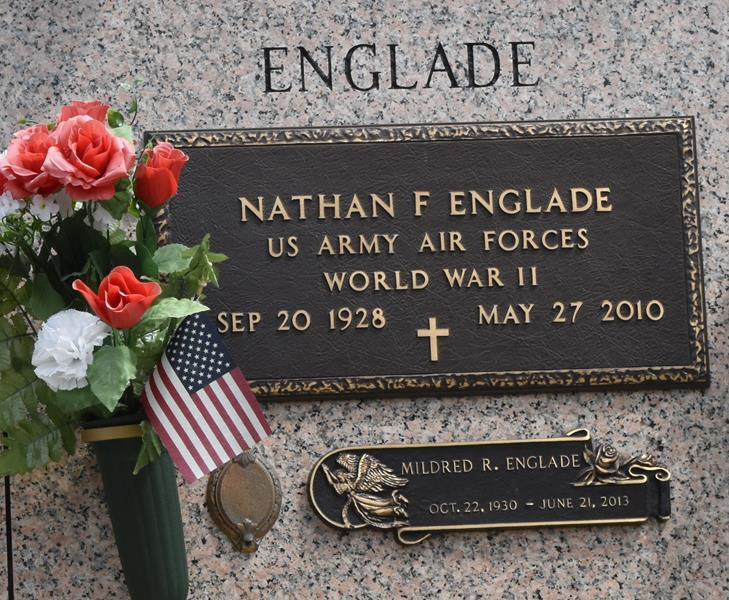 ENGLADE
NATHAN F ENGLADE
US ARMY AIR FORCES
WORLD WAR II
SEP 20 1928 MAY 27 2010
MILDRED R. ENGLADE
OCT. 22, 1930 - JUNE 21, 2013